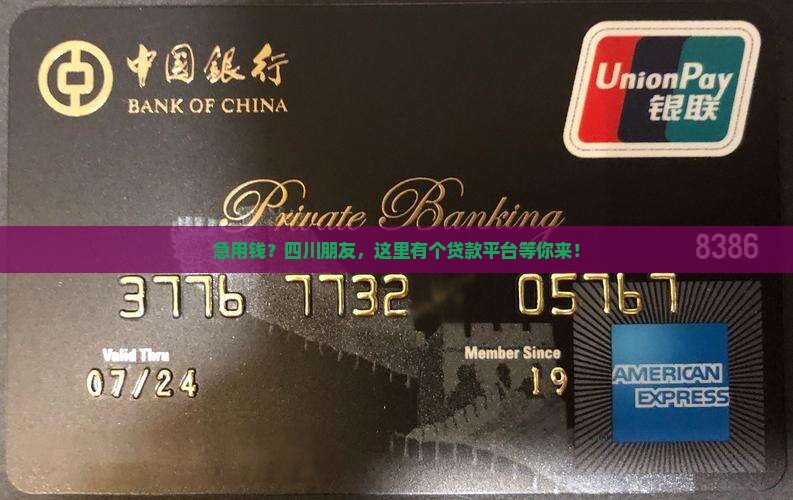 中国银行
BANK OF CHINA
UnionPay
银联
Private Banking
急用钱？四川朋友，这里有个贷款平台等你来！
8386
3776 7732 05767
Valid Thru
Member Since
07/24
19
AMERICAN
EXPRESS